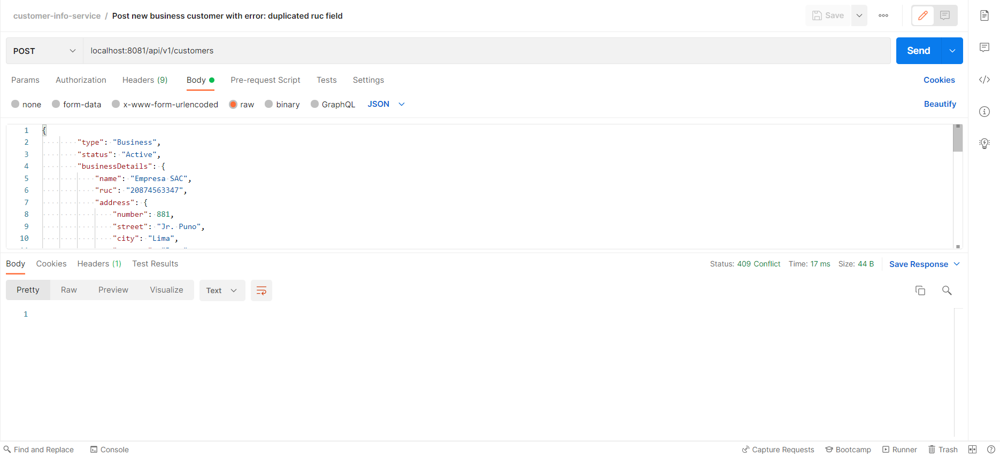 customer-info-service / Post new business customer with error: duplicated ruc field
Save
POST localhost:8081/api/v1/customers Send
Params Authorization Headers (9) Body Pre-request Script Tests Settings Cookies
none form-data x-www-form-urlencoded raw binary GraphQL JSON Beautify
1 {
2 "type": "Business",
3 "status": "Active",
4 "businessDetails": {
5 "name": "Empresa SAC",
6 "ruc": "20874563347",
7 "address": {
8 "number": 881,
9 "street": "Jr. Puno",
10 "city": "Lima",
Body Cookies Headers (1) Test Results Status: 409 Conflict Time: 17 ms Size: 44 B Save Response
Pretty Raw Preview Visualize Text
1
Find and Replace Console Capture Requests Bootcamp Runner Trash